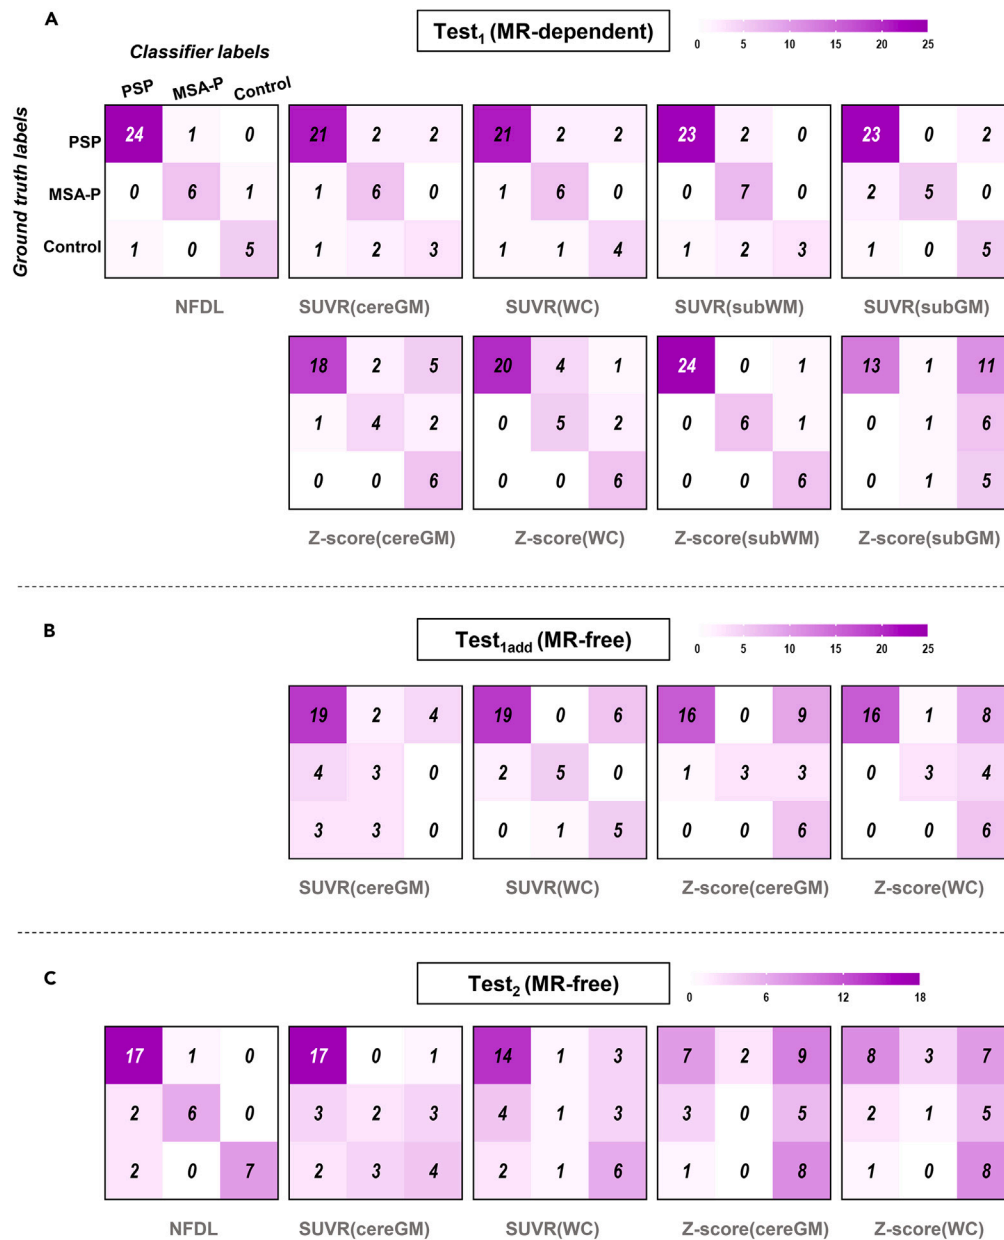 A
Test1 (MR-dependent)
0 5 10 15 20 25
Classifier labels
PSP MSA-P Control
Ground truth labels
PSP
MSA-P
Control
24 1 0 21 2 2 21 2 2 23 2 0 23 0 2
0 6 1 1 6 0 1 6 0 0 7 0 2 5 0
1 0 5 1 2 3 1 1 4 1 2 3 1 0 5
NFDL SUVR(cereGM) SUVR(WC) SUVR(subWM) SUVR(subGM)
18 2 5 20 4 1 24 0 1 13 1 11
1 4 2 0 5 2 0 6 1 0 1 6
0 0 6 0 0 6 0 0 6 0 1 5
Z-score(cereGM) Z-score(WC) Z-score(subWM) Z-score(subGM)
B
Test1add (MR-free)
0 5 10 15 20 25
19 2 4 19 0 6 16 0 9 16 1 8
4 3 0 2 5 0 1 3 3 0 3 4
3 3 0 0 1 5 0 0 6 0 0 6
SUVR(cereGM) SUVR(WC) Z-score(cereGM) Z-score(WC)
C
Test2 (MR-free)
0 6 12 18
17 1 0 17 0 1 14 1 3 7 2 9 8 3 7
2 6 0 3 2 3 4 1 3 3 0 5 2 1 5
2 0 7 2 3 4 2 1 6 1 0 8 1 0 8
NFDL SUVR(cereGM) SUVR(WC) Z-score(cereGM) Z-score(WC)